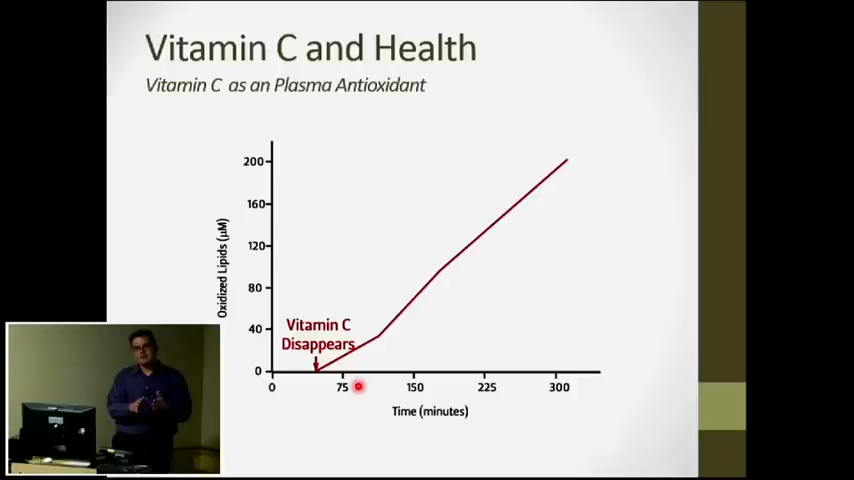 Vitamin C and Health
Vitamin C as an Plasma Antioxidant
Oxidized Lipids (µM)
200
160
120
80
40
0
Vitamin C
Disappears
0 75 150 225 300
Time (minutes)